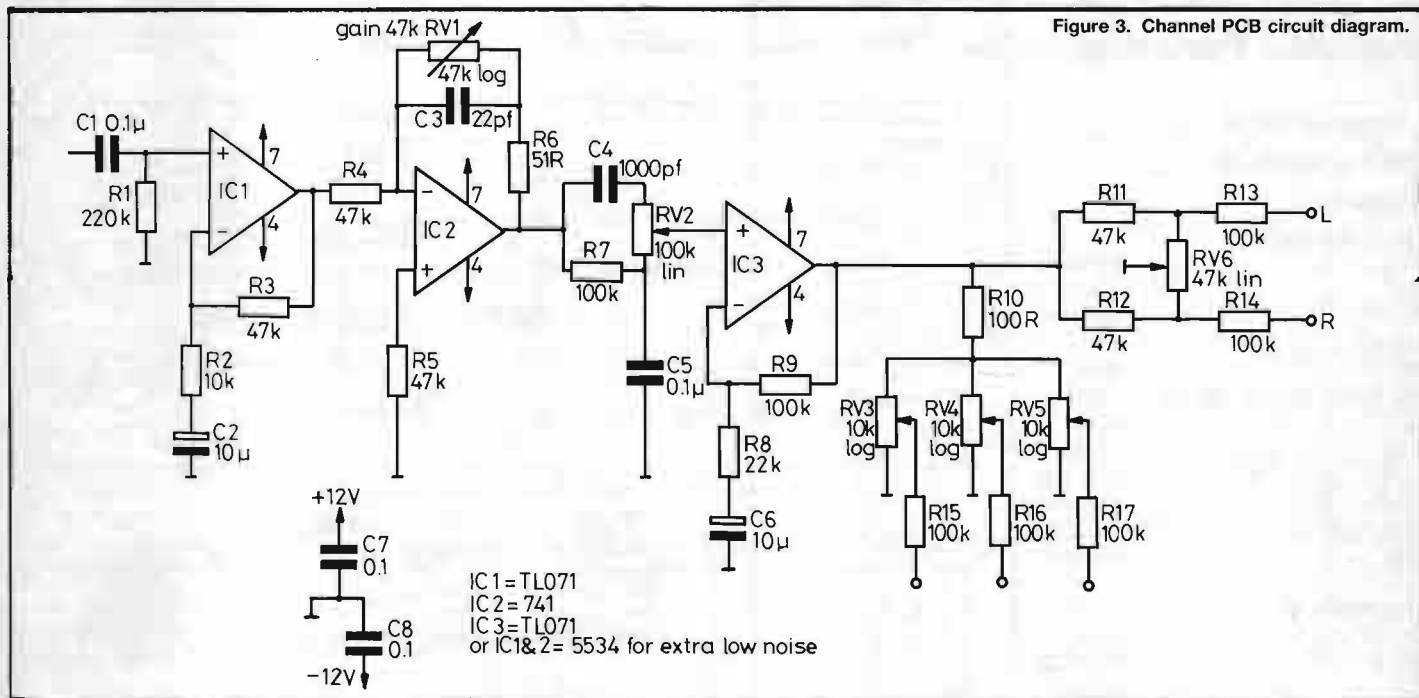 Figure 3. Channel PCB circuit diagram.
gain 47k RV1
47k log
C3
22pf
C1 0.1µ
R1
220k
+
IC1
-
7
4
R4
47k
R6
51R
C4
1000pf
-
IC2
+
7
4
RV2
100k
lin
R7
100k
+
IC3
-
7
4
R11
47k
R13
100k
L
RV6
47k lin
R12
47k
R14
100k
R
R10
100R
R3
47k
R2
10k
C2
10µ
R5
47k
C5
0.1µ
R9
100k
R8
22k
C6
10µ
RV3
10k
log
RV4
10k
log
RV5
10k
log
R15
100k
R16
100k
R17
100k
+12V
C7
0.1
C8
0.1
-12V
IC1=TL071
IC2=741
IC3=TL071
or IC1&2=5534 for extra low noise